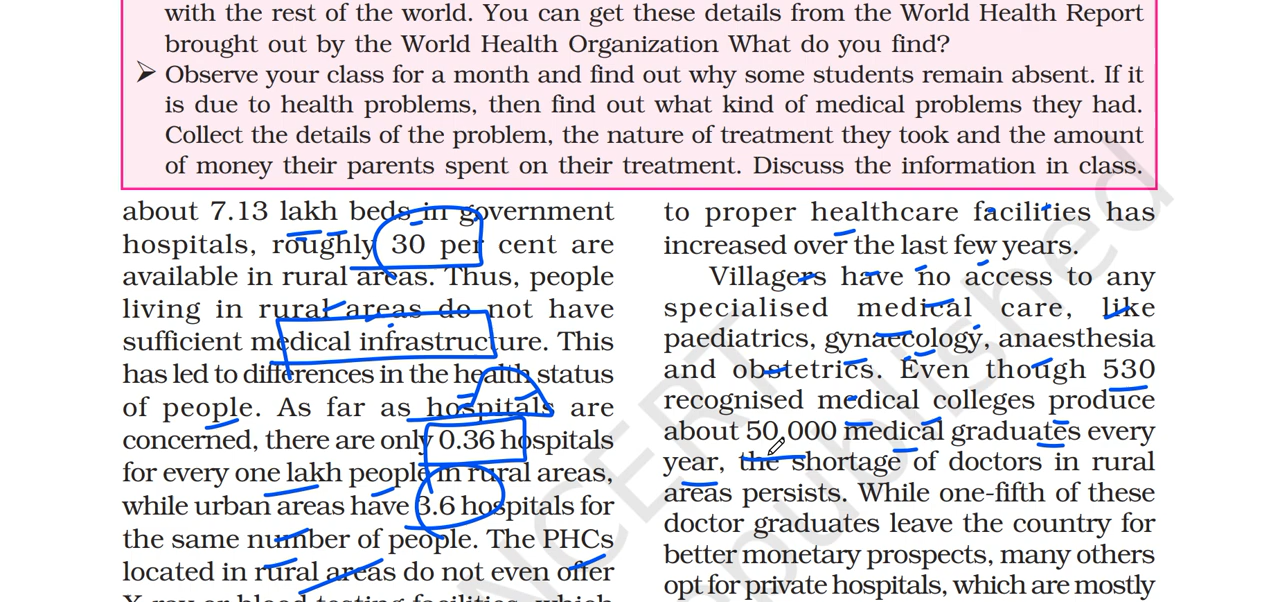 with the rest of the world. You can get these details from the World Health Report
brought out by the World Health Organization What do you find?
➢ Observe your class for a month and find out why some students remain absent. If it
is due to health problems, then find out what kind of medical problems they had.
Collect the details of the problem, the nature of treatment they took and the amount
of money their parents spent on their treatment. Discuss the information in class.
about 7.13 lakh beds in government
hospitals, roughly 30 per cent are
available in rural areas. Thus, people
living in rural areas do not have
sufficient medical infrastructure. This
has led to differences in the health status
of people. As far as hospitals are
concerned, there are only 0.36 hospitals
for every one lakh people in rural areas,
while urban areas have 3.6 hospitals for
the same number of people. The PHCs
located in rural areas do not even offer
X-ray or blood testing facilities, which
to proper healthcare facilities has
increased over the last few years.
Villagers have no access to any
specialised medical care, like
paediatrics, gynaecology, anaesthesia
and obstetrics. Even though 530
recognised medical colleges produce
about 50,000 medical graduates every
year, the shortage of doctors in rural
areas persists. While one-fifth of these
doctor graduates leave the country for
better monetary prospects, many others
opt for private hospitals, which are mostly